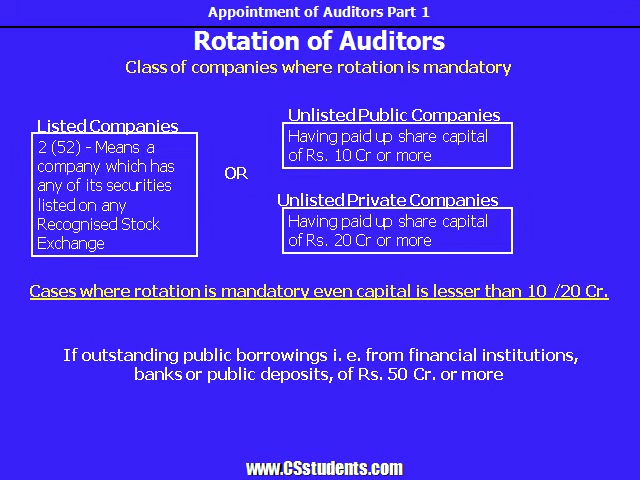 Appointment of Auditors Part 1
Rotation of Auditors
Class of companies where rotation is mandatory
Listed Companies
2 (52) - Means a
company which has
any of its securities
listed on any
Recognised Stock
Exchange
OR
Unlisted Public Companies
Having paid up share capital
of Rs. 10 Cr or more
Unlisted Private Companies
Having paid up share capital
of Rs. 20 Cr or more
Cases where rotation is mandatory even capital is lesser than 10 /20 Cr.
If outstanding public borrowings i. e. from financial institutions,
banks or public deposits, of Rs. 50 Cr. or more
www.CSstudents.com